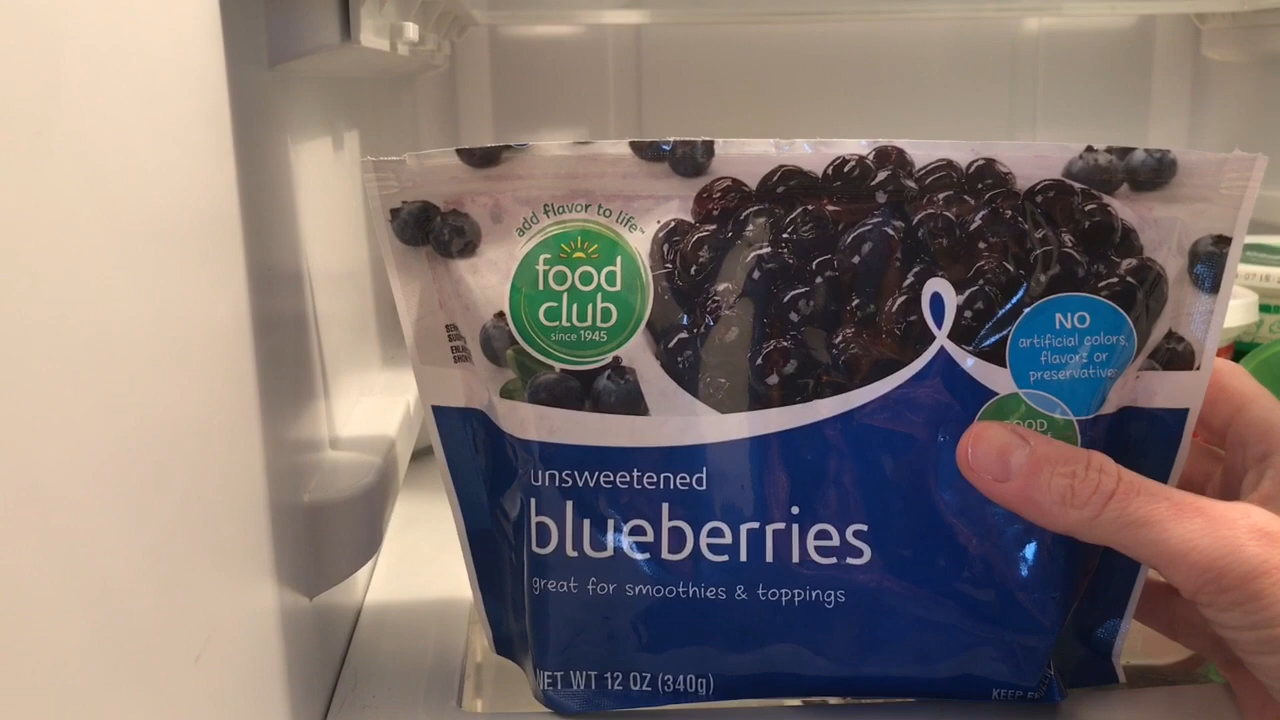 add flavor to life™
food
club
since 1945
NO
artificial colors,
flavors or
preservatives
unsweetened
blueberries
great for smoothies & toppings
NET WT 12 OZ (340g)
KEEP